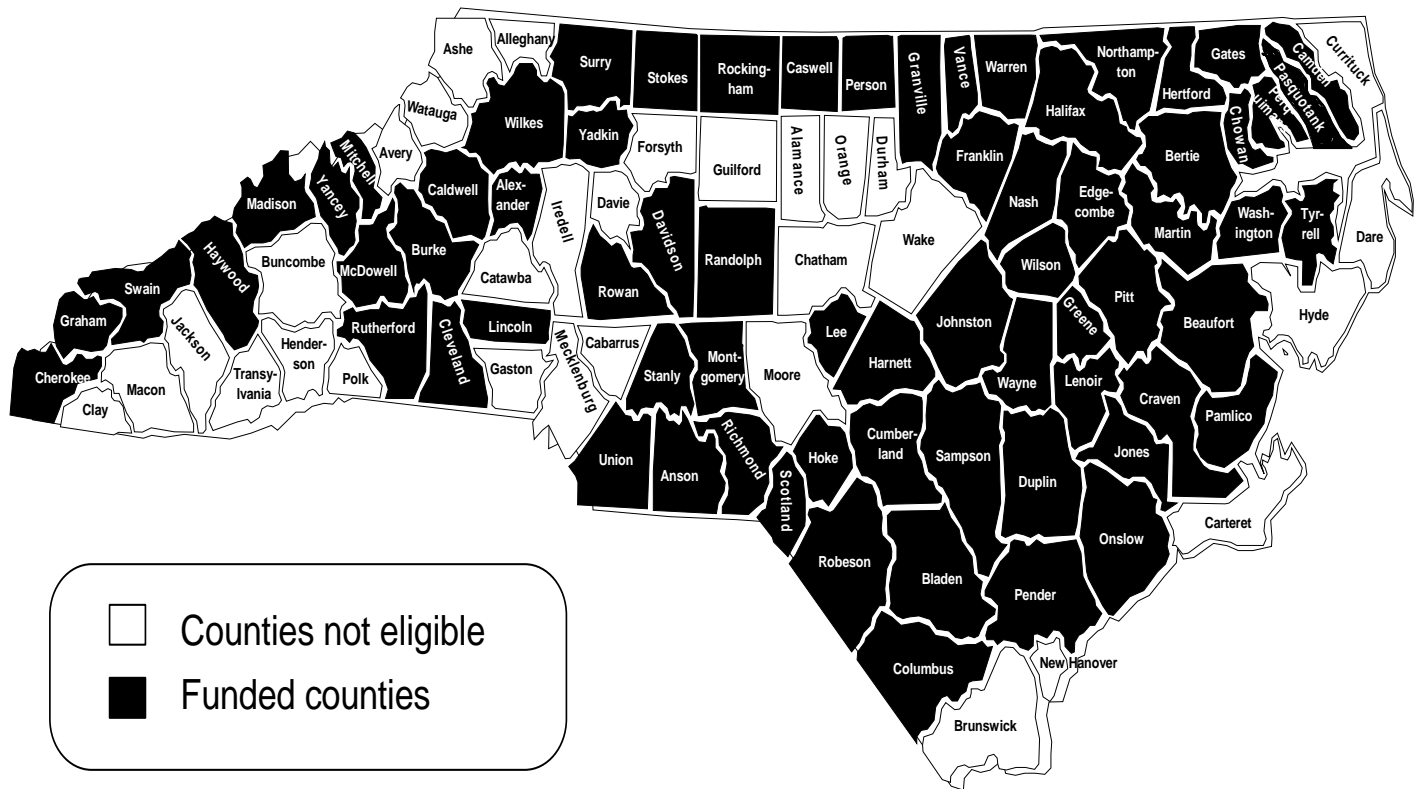 Ashe
Alleghany
Surry
Stokes
Rocking-
ham
Caswell
Person
Granville
Vance
Warren
Northamp-
ton
Halifax
Hertford
Gates
Camden
Pasquotank
Perq
uimans
Chowan
Currituck
Watauga
Wilkes
Yadkin
Forsyth
Guilford
Alamance
Orange
Durham
Franklin
Nash
Edge-
combe
Bertie
Martin
Wash-
ington
Tyr-
rell
Dare
Mitchell
Avery
Yancey
Madison
Caldwell
Alex-
ander
Iredell
Davie
Davidson
Randolph
Chatham
Wake
Wilson
Haywood
Buncombe
McDowell
Burke
Catawba
Rowan
Swain
Graham
Jackson
Cherokee
Clay
Macon
Transy-
lvania
Hender-
son
Polk
Rutherford
Cleveland
Lincoln
Gaston
Mecklenburg
Cabarrus
Stanly
Mont-
gomery
Moore
Lee
Harnett
Johnston
Greene
Pitt
Beaufort
Hyde
Wayne
Lenoir
Craven
Pamlico
Union
Anson
Richmond
Scotland
Hoke
Cumber-
land
Sampson
Duplin
Jones
Onslow
Carteret
Robeson
Bladen
Pender
Columbus
New Hanover
Brunswick
Counties not eligible
Funded counties